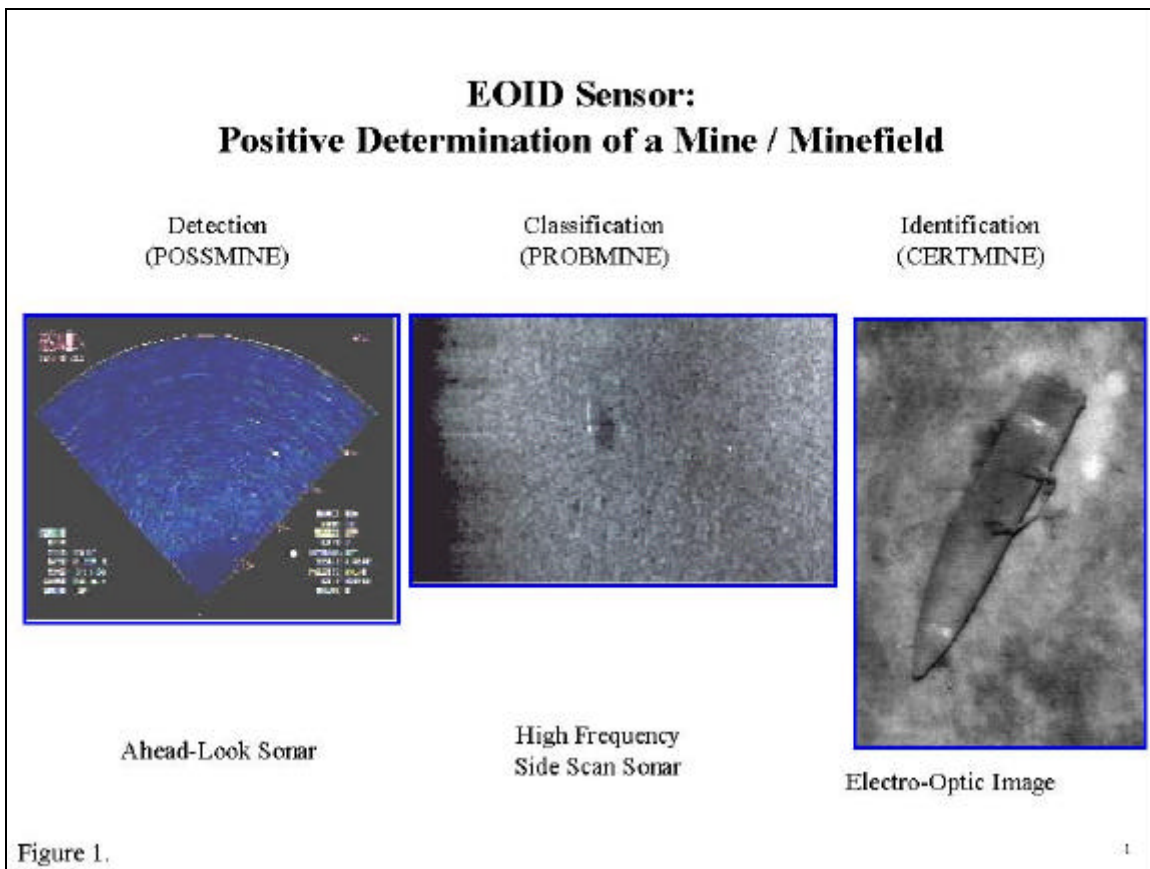 EOID Sensor:
Positive Determination of a Mine / Minefield
Detection
(POSSMINE)
Classification
(PROBMINE)
Identification
(CERTMINE)
Ahead-Look Sonar
High Frequency
Side Scan Sonar
Electro-Optic Image
Figure 1.
1